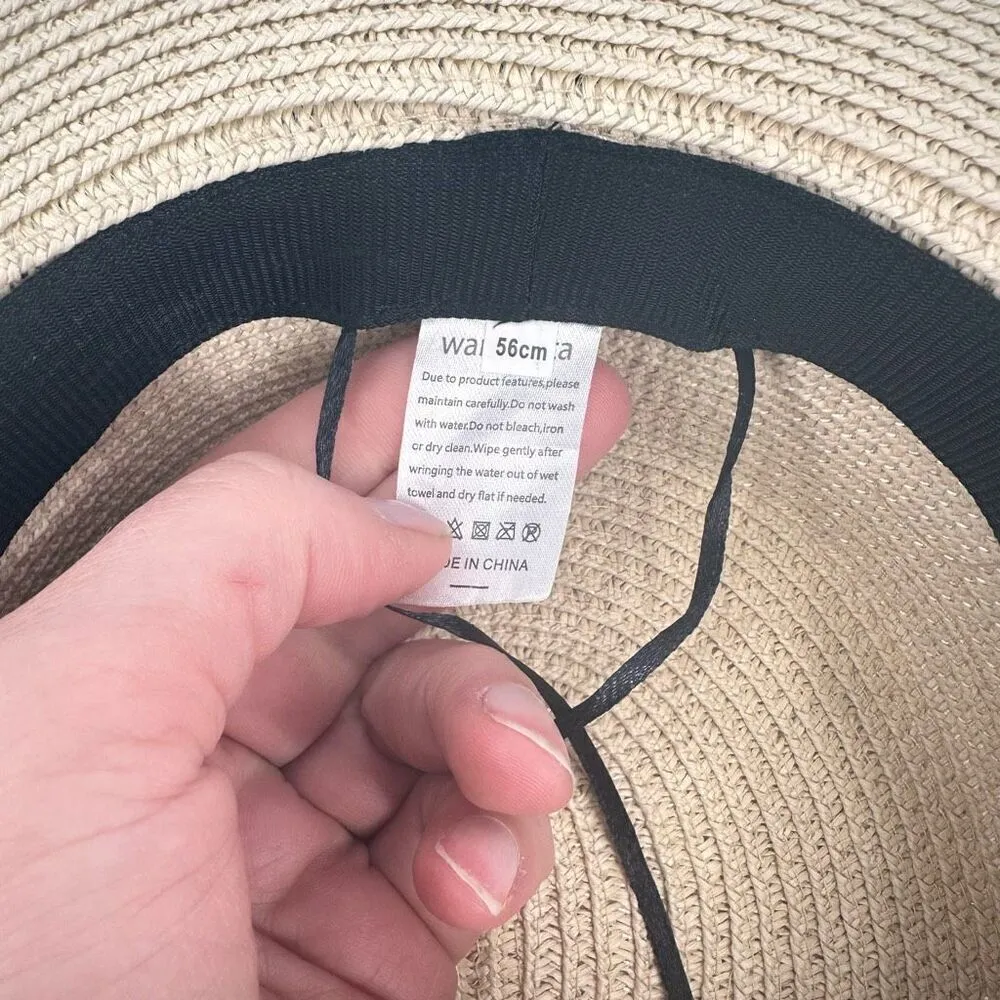 56cm
Due to product features,please
maintain carefully.Do not wash
with water.Do not bleach,iron
or dry clean.Wipe gently after
wringing the water out of wet
towel and dry flat if needed.
DE IN CHINA